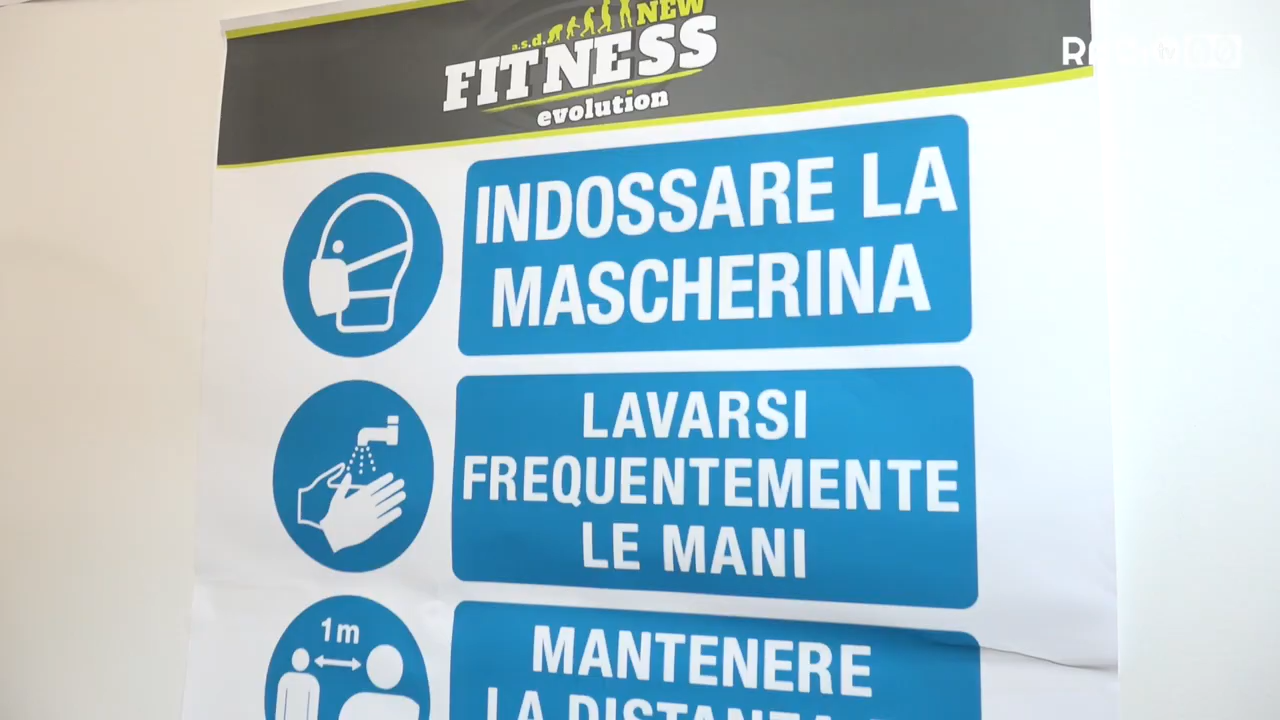 NEW
a.s.d.
FITNESS
evolution
INDOSSARE LA
MASCHERINA
LAVARSI
FREQUENTEMENTE
LE MANI
1m
MANTENERE
LA DISTANZA